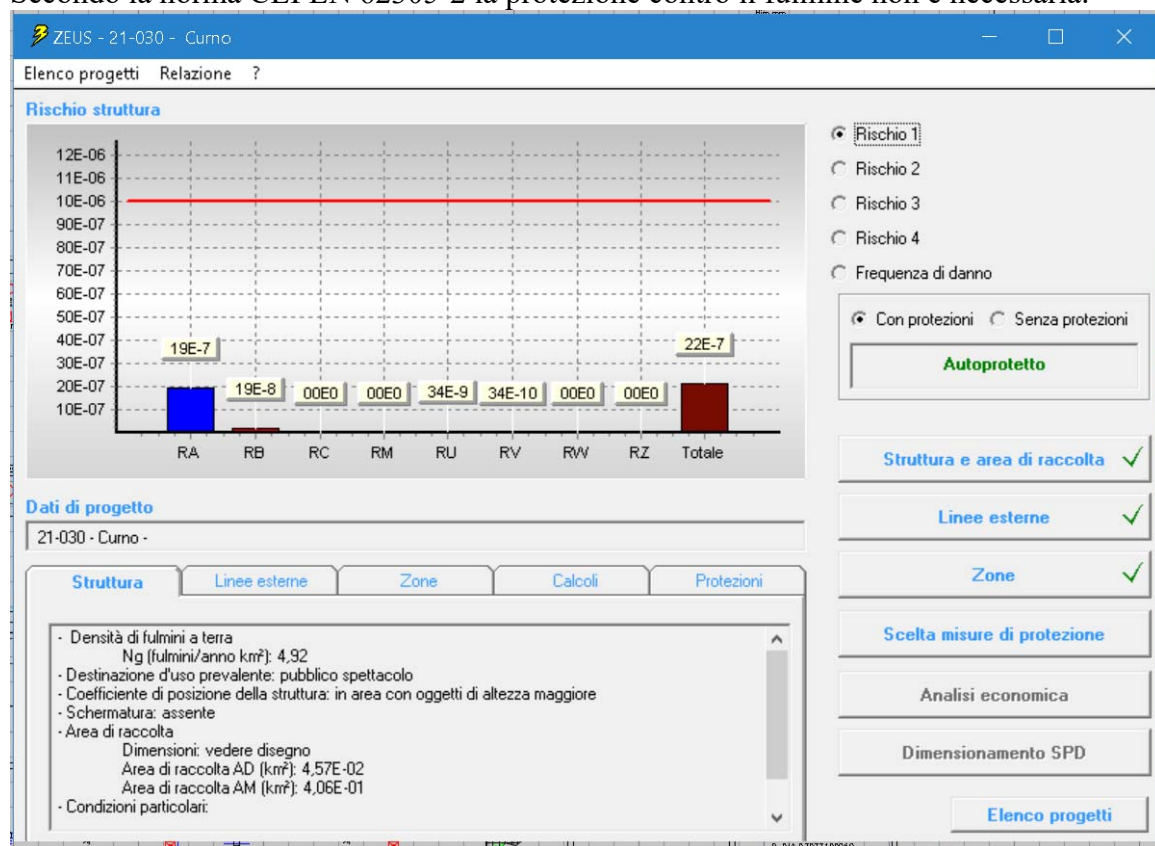 Secondo la norma CEI EN 62305-2 la protezione contro il fulmine non è necessaria.
ZEUS - 21-030 - Curno
Elenco progetti Relazione ?
Rischio struttura
12E-06
11E-06
10E-06
90E-07
80E-07
70E-07
60E-07
50E-07
40E-07
30E-07
20E-07
10E-07
19E-7
19E-8
00E0
00E0
34E-9
34E-10
00E0
00E0
22E-7
RA RB RC RM RU RV RW RZ Totale
Rischio 1
Rischio 2
Rischio 3
Rischio 4
Frequenza di danno
Con protezioni Senza protezioni
Autoprotetto
Struttura e area di raccolta
Linee esterne
Zone
Scelta misure di protezione
Analisi economica
Dimensionamento SPD
Elenco progetti
Dati di progetto
21-030 - Curno -
Struttura Linee esterne Zone Calcoli Protezioni
- Densità di fulmini a terra
Ng (fulmini/anno km²): 4,92
- Destinazione d'uso prevalente: pubblico spettacolo
- Coefficiente di posizione della struttura: in area con oggetti di altezza maggiore
- Schermatura: assente
- Area di raccolta
Dimensioni: vedere disegno
Area di raccolta AD (km²): 4,57E-02
Area di raccolta AM (km²): 4,06E-01
- Condizioni particolari: